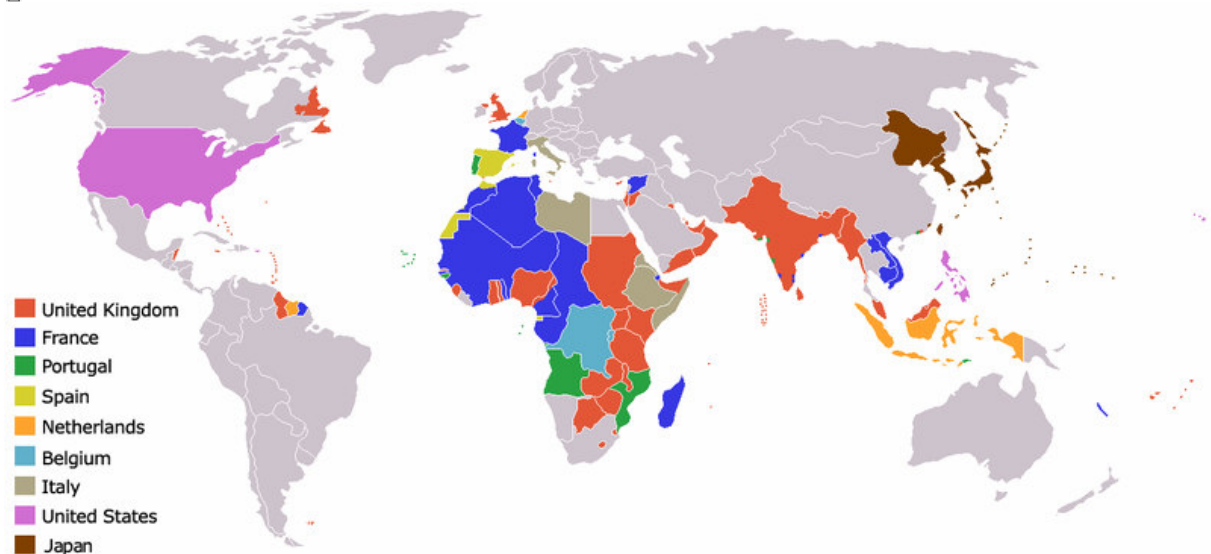 United Kingdom
France
Portugal
Spain
Netherlands
Belgium
Italy
United States
Japan